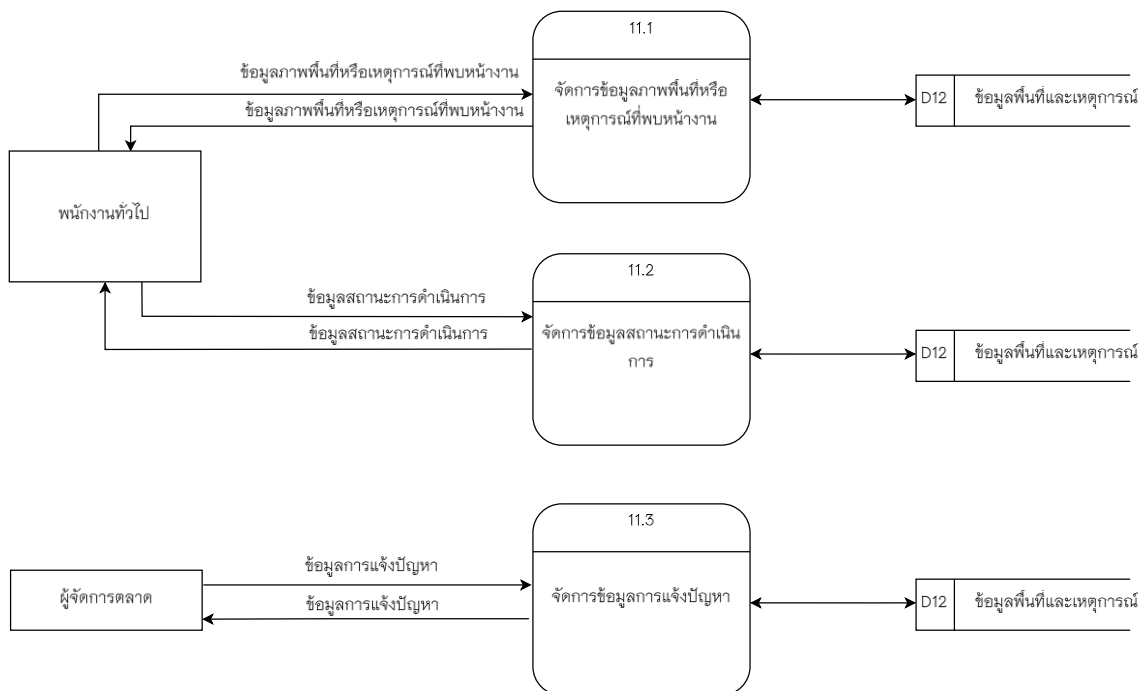 11.1
ข้อมูลภาพพื้นที่หรือเหตุการณ์ที่พบหน้างาน
ข้อมูลภาพพื้นที่หรือเหตุการณ์ที่พบหน้างาน
จัดการข้อมูลภาพพื้นที่หรือ
เหตุการณ์ที่พบหน้างาน
D12
ข้อมูลพื้นที่และเหตุการณ์
พนักงานทั่วไป
11.2
ข้อมูลสถานะการดำเนินการ
ข้อมูลสถานะการดำเนินการ
จัดการข้อมูลสถานะการดำเนิน
การ
D12
ข้อมูลพื้นที่และเหตุการณ์
11.3
ข้อมูลการแจ้งปัญหา
ข้อมูลการแจ้งปัญหา
ผู้จัดการตลาด
จัดการข้อมูลการแจ้งปัญหา
D12
ข้อมูลพื้นที่และเหตุการณ์